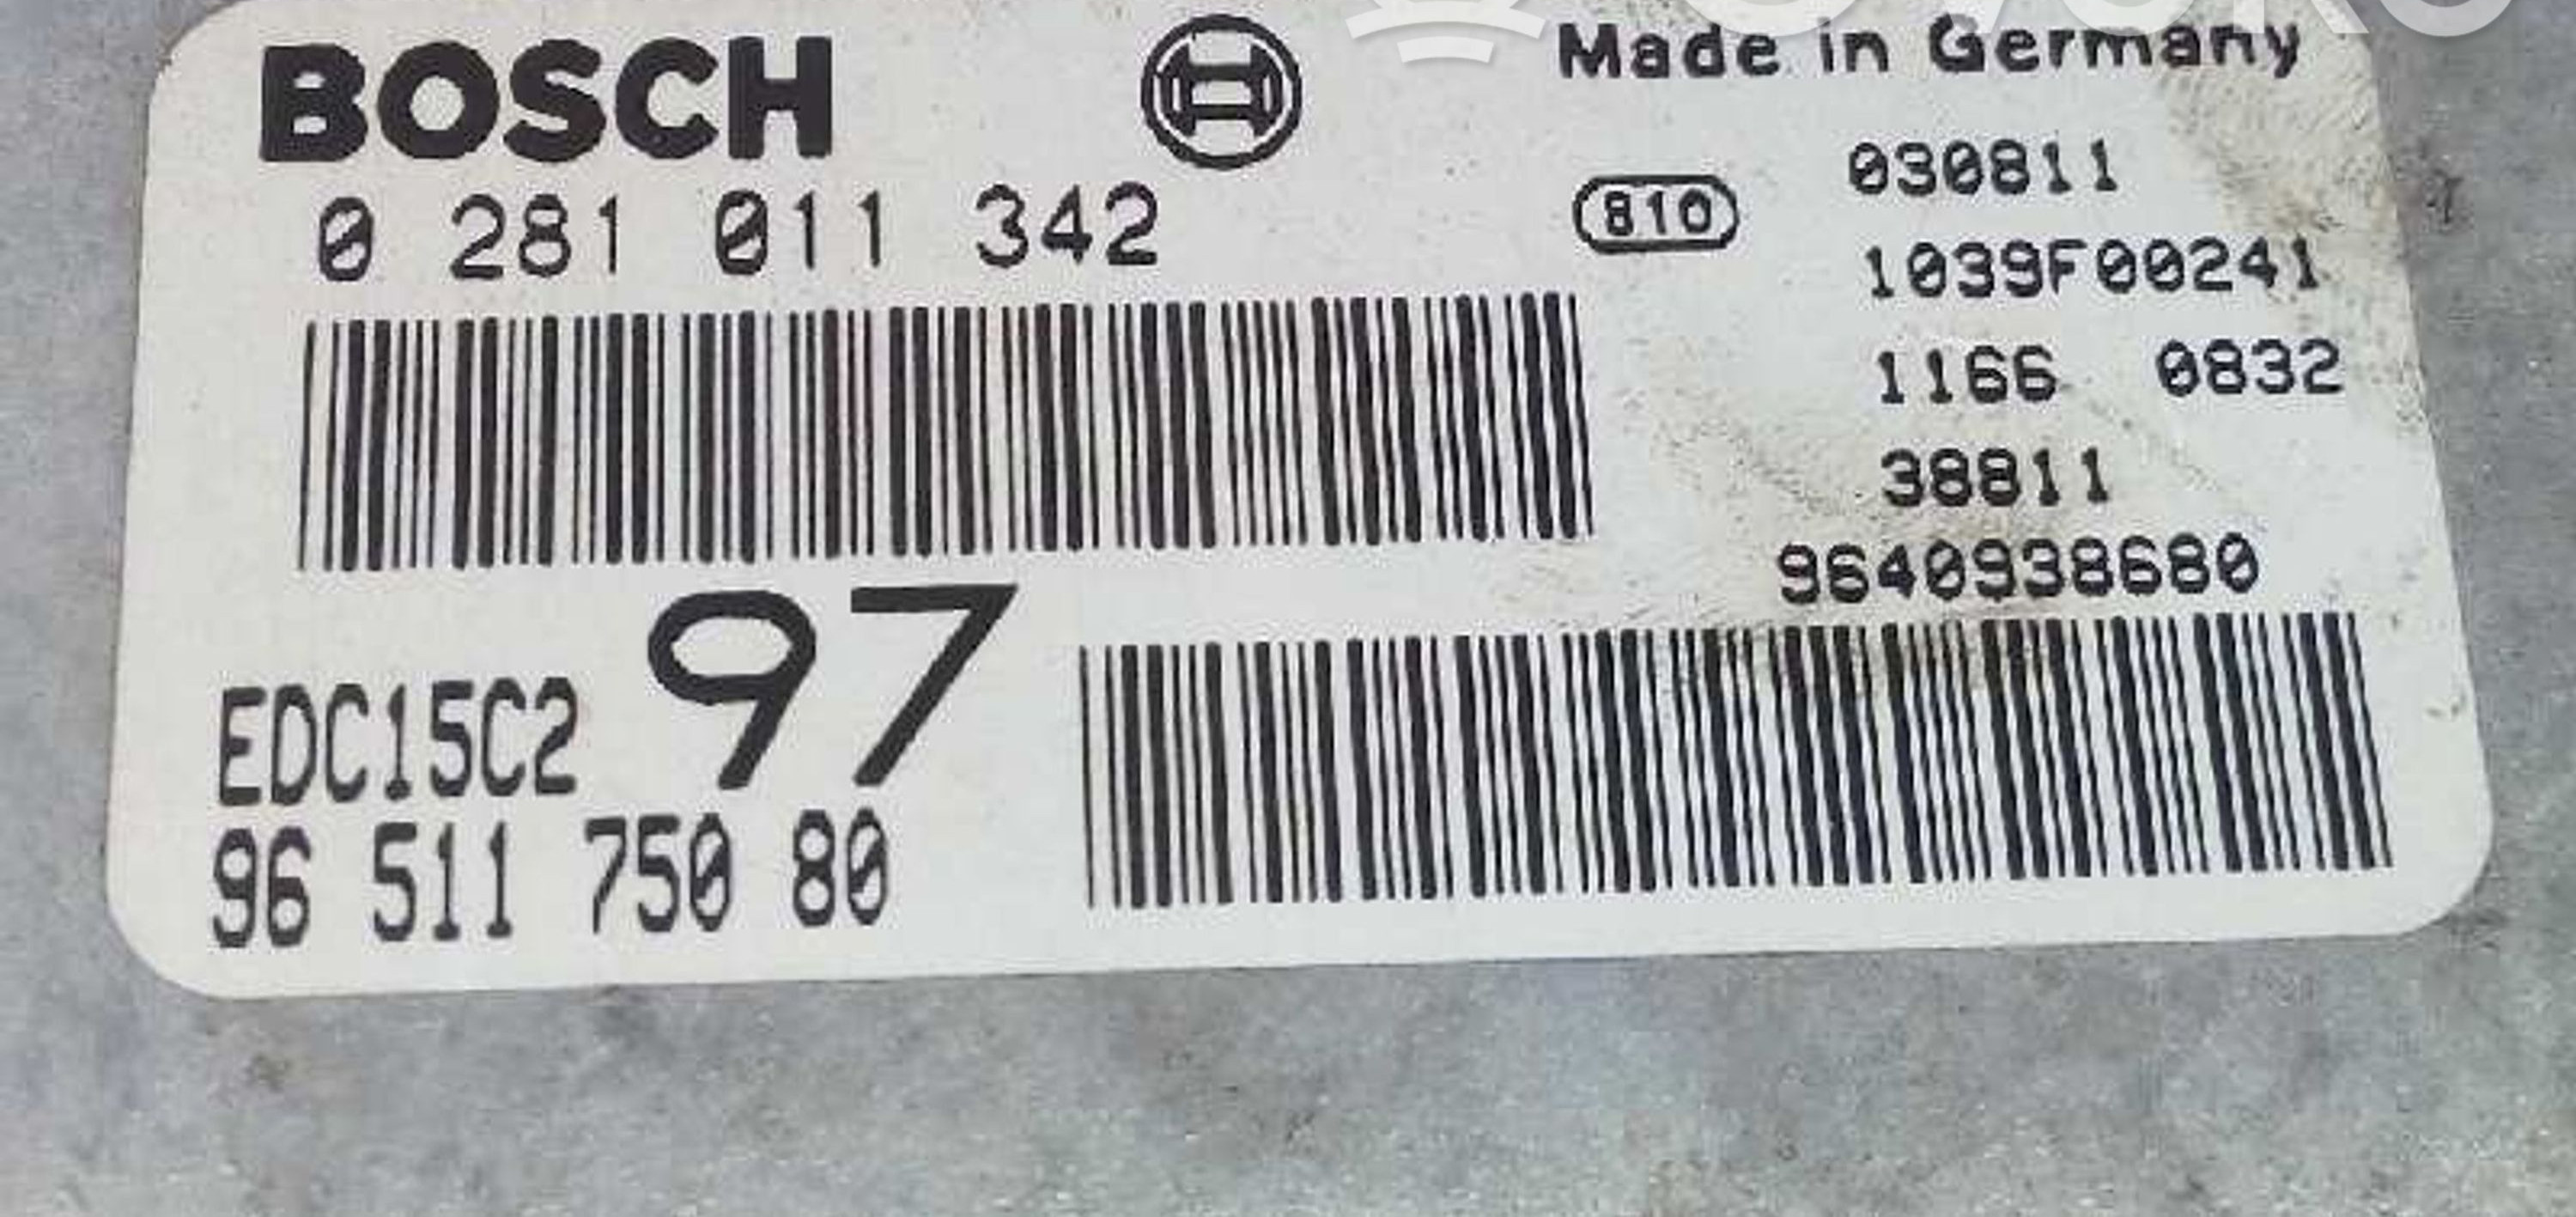 BOSCH
Made in Germany
0 281 011 342
810
030811
1039F00241
1166 0832
38811
9640938680
EDC15C2
97
96 511 750 80